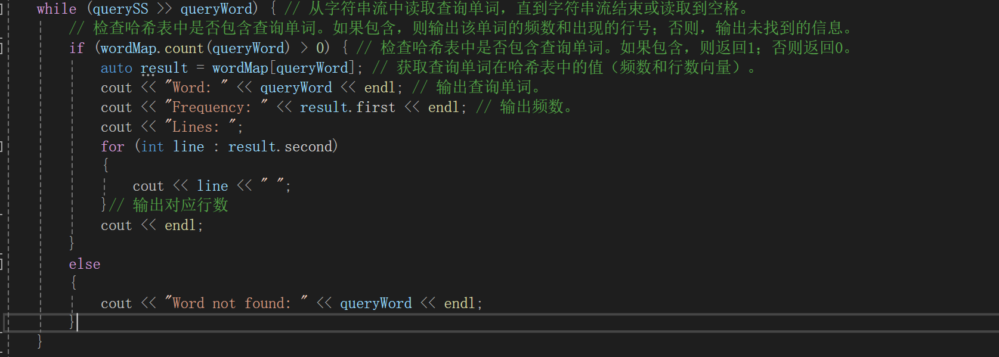 while (querySS >> queryWord) { // 从字符串流中读取查询单词，直到字符串流结束或读取到空格。
// 检查哈希表中是否包含查询单词。如果包含，则输出该单词的频数和出现的行号；否则，输出未找到的信息。
if (wordMap.count(queryWord) > 0) { // 检查哈希表中是否包含查询单词。如果包含，则返回1；否则返回0。
auto result = wordMap[queryWord]; // 获取查询单词在哈希表中的值（频数和行数向量）。
cout << "Word: " << queryWord << endl; // 输出查询单词。
cout << "Frequency: " << result.first << endl; // 输出频数。
cout << "Lines: ";
for (int line : result.second)
{
cout << line << " ";
}// 输出对应行数
cout << endl;
}
else
{
cout << "Word not found: " << queryWord << endl;
}
}